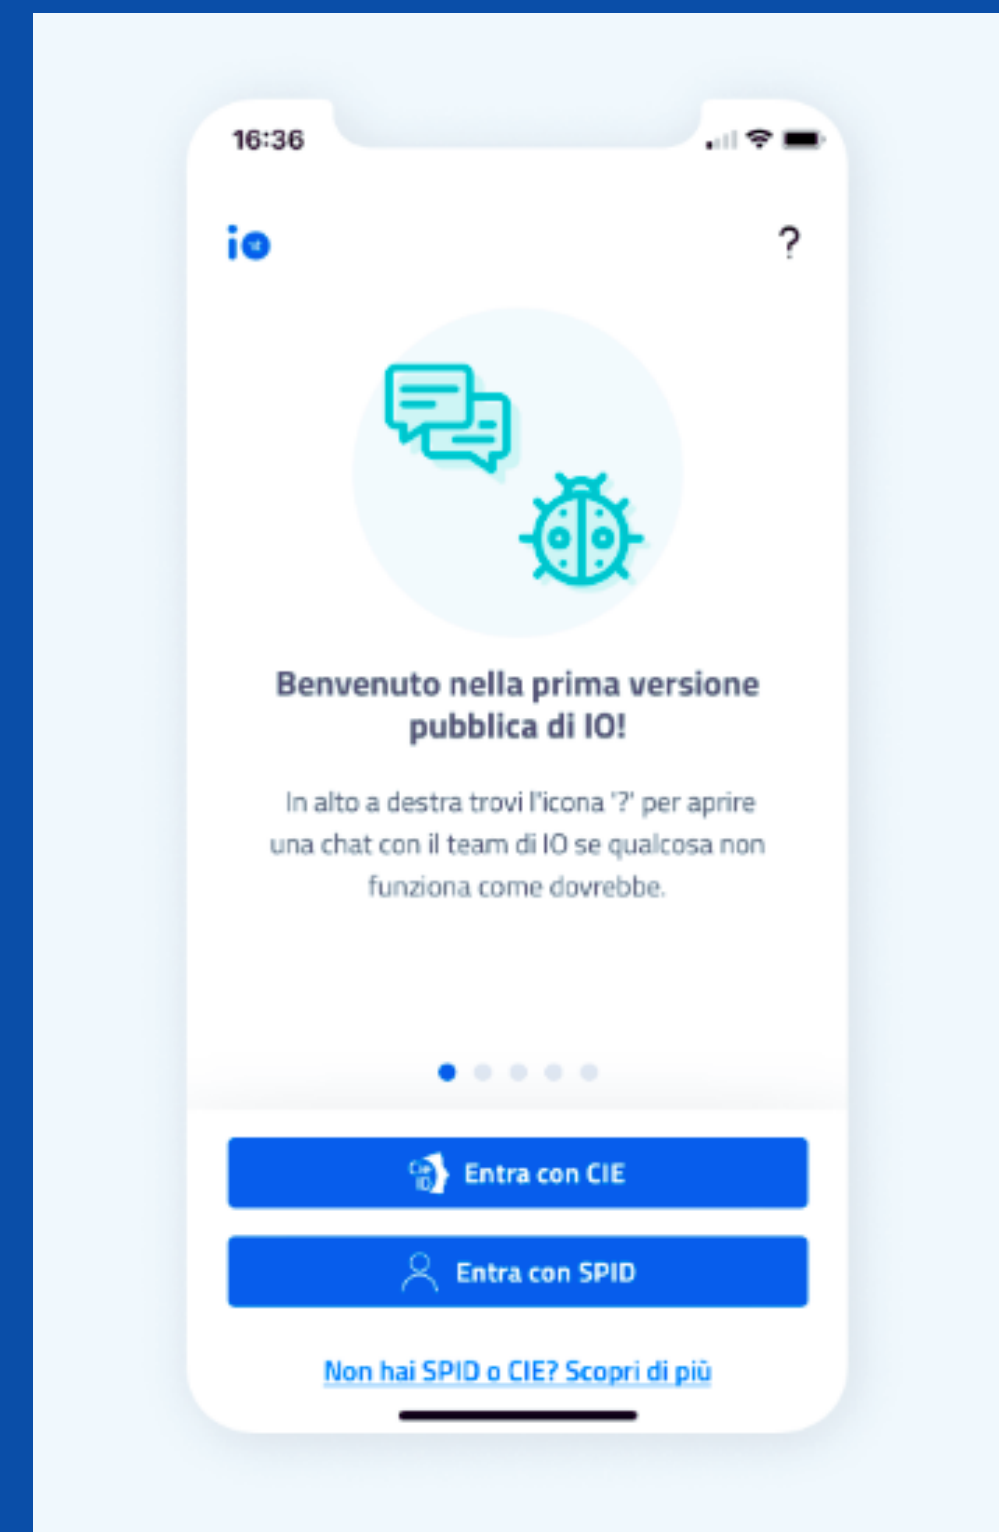 16:36
io
?
Benvenuto nella prima versione
pubblica di IO!
In alto a destra trovi l'icona '?' per aprire
una chat con il team di IO se qualcosa non
funziona come dovrebbe.
Entra con CIE
Entra con SPID
Non hai SPID o CIE? Scopri di più